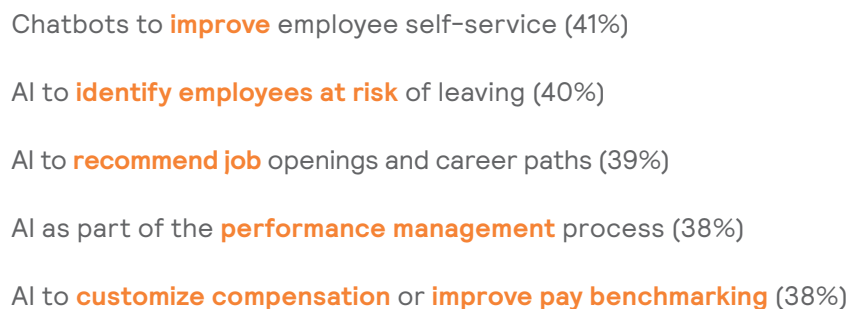 Chatbots to improve employee self-service (41%)
AI to identify employees at risk of leaving (40%)
AI to recommend job openings and career paths (39%)
AI as part of the performance management process (38%)
AI to customize compensation or improve pay benchmarking (38%)